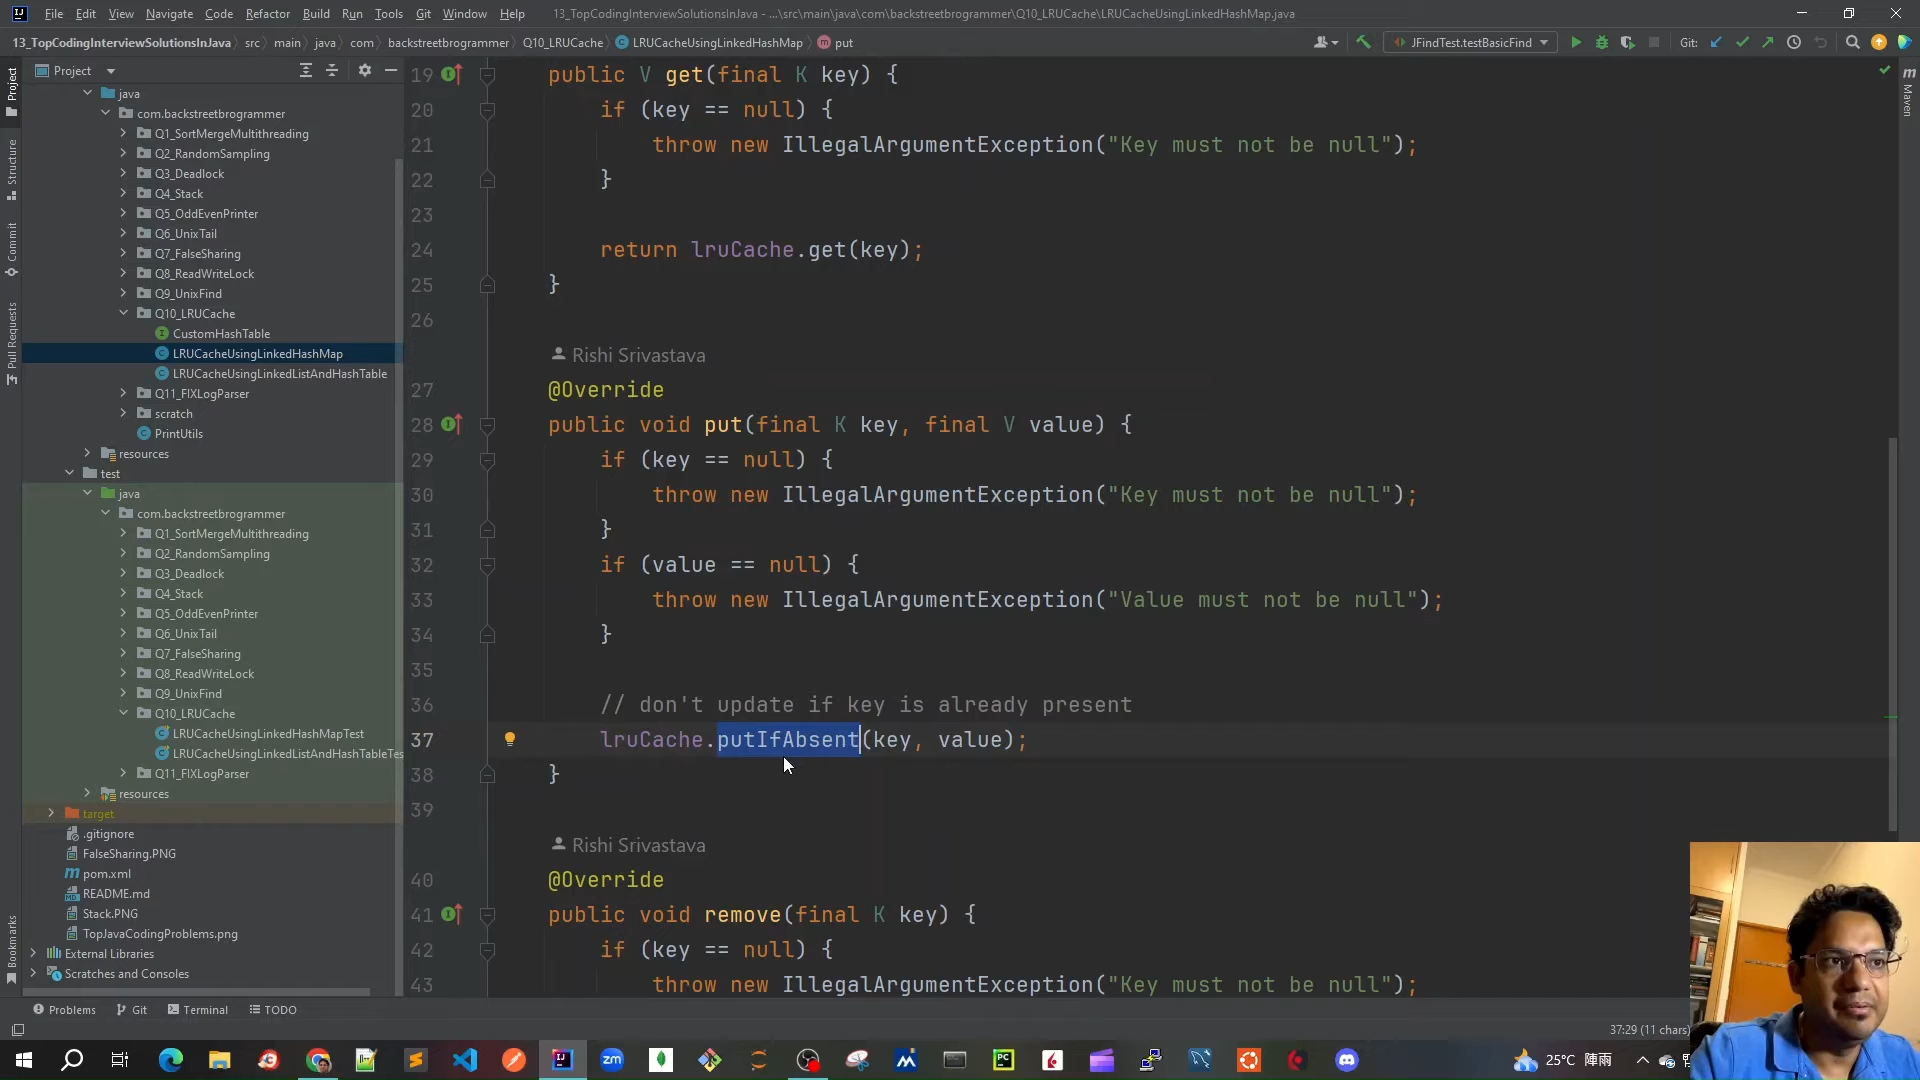 File Edit View Navigate Code Refactor Build Run Tools Git Window Help 13_TopCodingInterviewSolutionsInJava - ...\src\main\java\com\backstreetbrogrammer\Q10_LRUCache\LRUCacheUsingLinkedHashMap.java
13_TopCodingInterviewSolutionsInJava src main java com backstreetbrogrammer Q10_LRUCache LRUCacheUsingLinkedHashMap put JFindTest.testBasicFind Git:
Project
java
com.backstreetbrogrammer
Q1_SortMergeMultithreading
Q2_RandomSampling
Q3_Deadlock
Q4_Stack
Q5_OddEvenPrinter
Q6_UnixTail
Q7_FalseSharing
Q8_ReadWriteLock
Q9_UnixFind
Q10_LRUCache
CustomHashTable
LRUCacheUsingLinkedHashMap
LRUCacheUsingLinkedListAndHashTable
Q11_FIXLogParser
scratch
PrintUtils
resources
test
java
com.backstreetbrogrammer
Q1_SortMergeMultithreading
Q2_RandomSampling
Q3_Deadlock
Q4_Stack
Q5_OddEvenPrinter
Q6_UnixTail
Q7_FalseSharing
Q8_ReadWriteLock
Q9_UnixFind
Q10_LRUCache
LRUCacheUsingLinkedHashMapTest
LRUCacheUsingLinkedListAndHashTableTes
Q11_FIXLogParser
resources
target
.gitignore
FalseSharing.PNG
pom.xml
README.md
Stack.PNG
TopJavaCodingProblems.png
External Libraries
Scratches and Consoles
Project
Structure
Commit
Pull Requests
Bookmarks
19 public V get(final K key) {
20 if (key == null) {
21 throw new IllegalArgumentException("Key must not be null");
22 }
23
24 return lruCache.get(key);
25 }
26
Rishi Srivastava
27 @Override
28 public void put(final K key, final V value) {
29 if (key == null) {
30 throw new IllegalArgumentException("Key must not be null");
31 }
32 if (value == null) {
33 throw new IllegalArgumentException("Value must not be null");
34 }
35
36 // don't update if key is already present
37 lruCache.putIfAbsent(key, value);
38 }
39
Rishi Srivastava
40 @Override
41 public void remove(final K key) {
42 if (key == null) {
43 throw new IllegalArgumentException("Key must not be null");
m Maven
Problems Git Terminal TODO
37:29 (11 chars)
25°C 陣雨